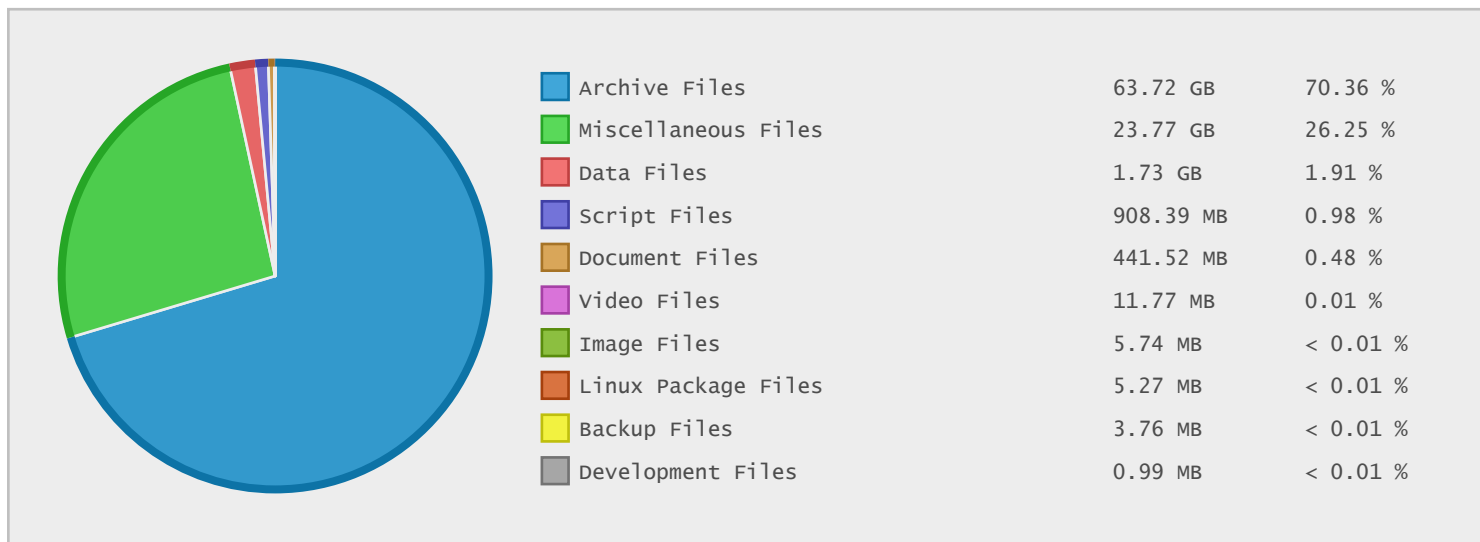 Archive Files 63.72 GB 70.36 %
Miscellaneous Files 23.77 GB 26.25 %
Data Files 1.73 GB 1.91 %
Script Files 908.39 MB 0.98 %
Document Files 441.52 MB 0.48 %
Video Files 11.77 MB 0.01 %
Image Files 5.74 MB < 0.01 %
Linux Package Files 5.27 MB < 0.01 %
Backup Files 3.76 MB < 0.01 %
Development Files 0.99 MB < 0.01 %